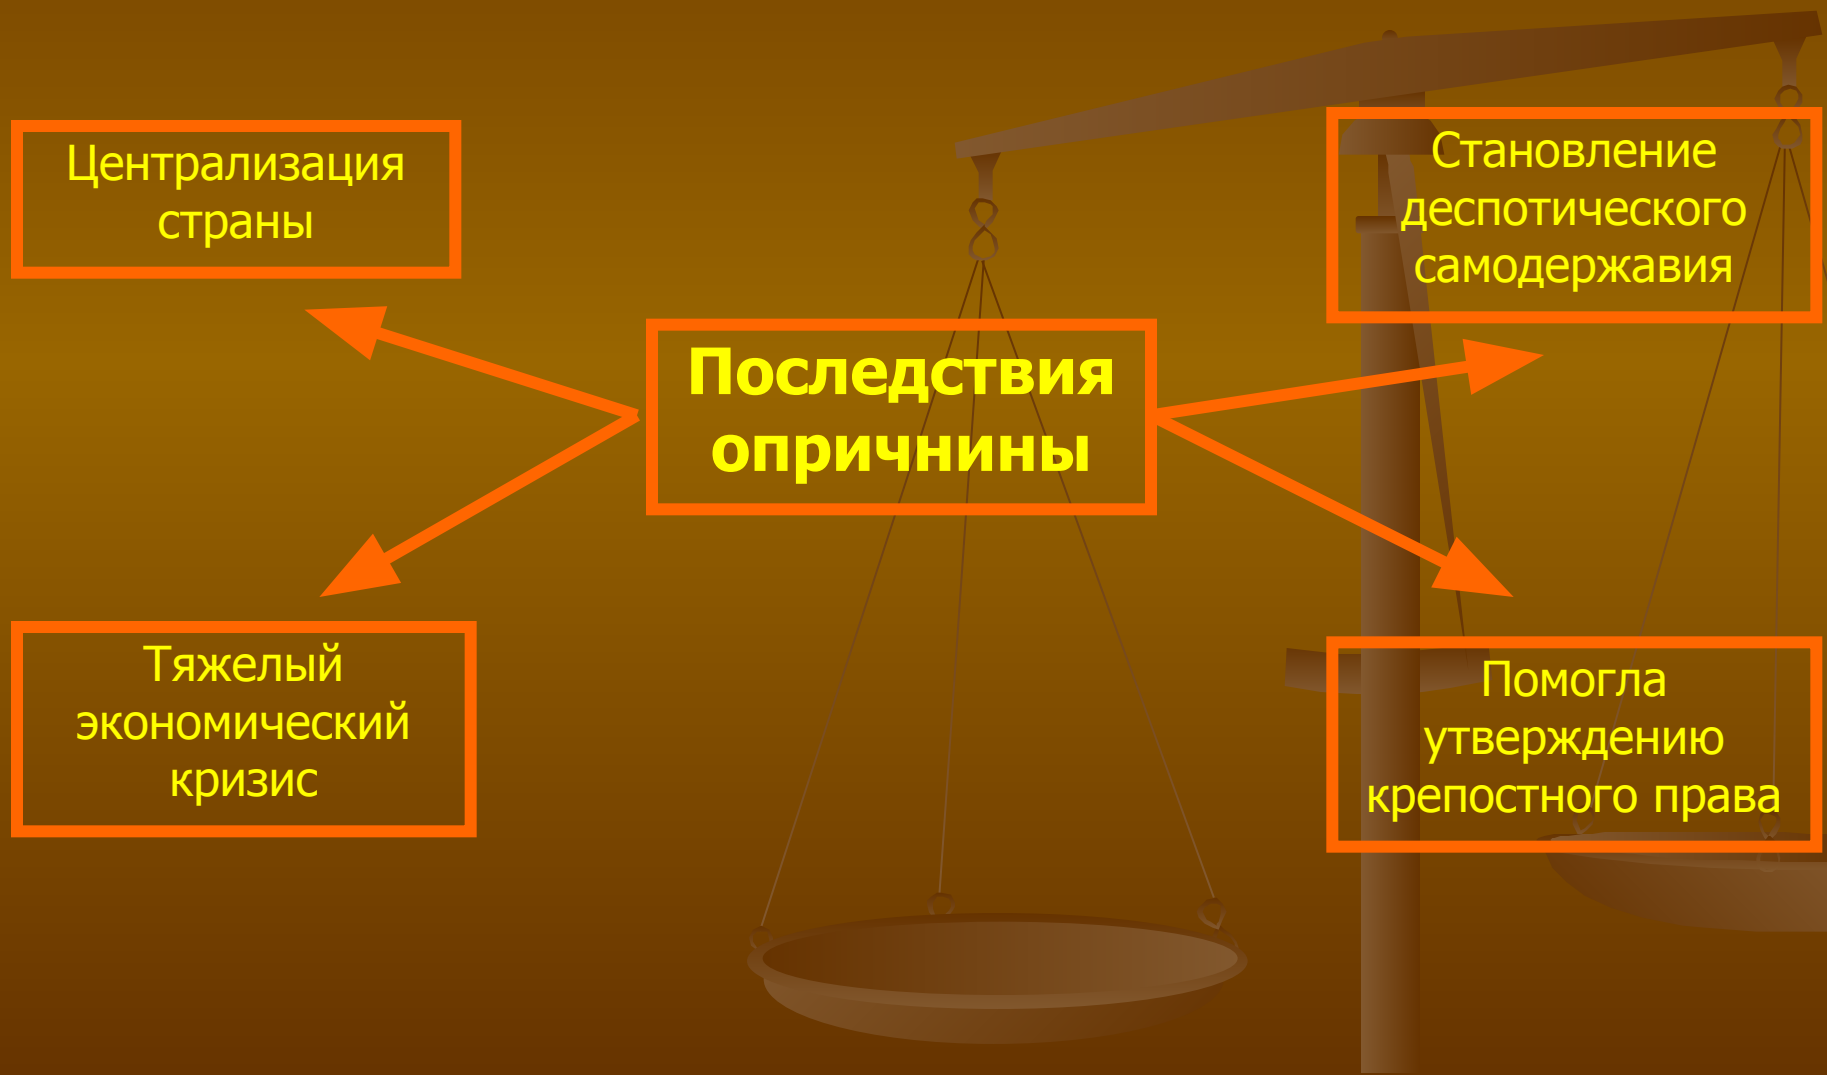 Централизация
страны
Становление
деспотического
самодержавия
Последствия
опричнины
Тяжелый
экономический
кризис
Помогла
утверждению
крепостного права